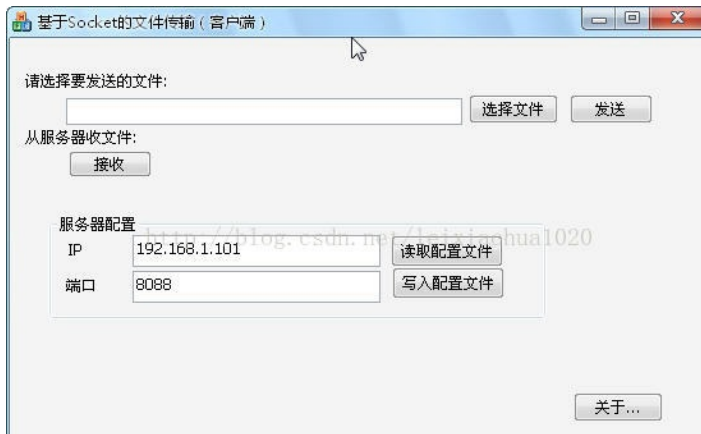 基于Socket的文件传输(客户端)
请选择要发送的文件:
选择文件 发送
从服务器收文件:
接收
服务器配置
http://blog.csdn.net/leixiaohua1020
IP 192.168.1.101 读取配置文件
端口 8088 写入配置文件
关于...